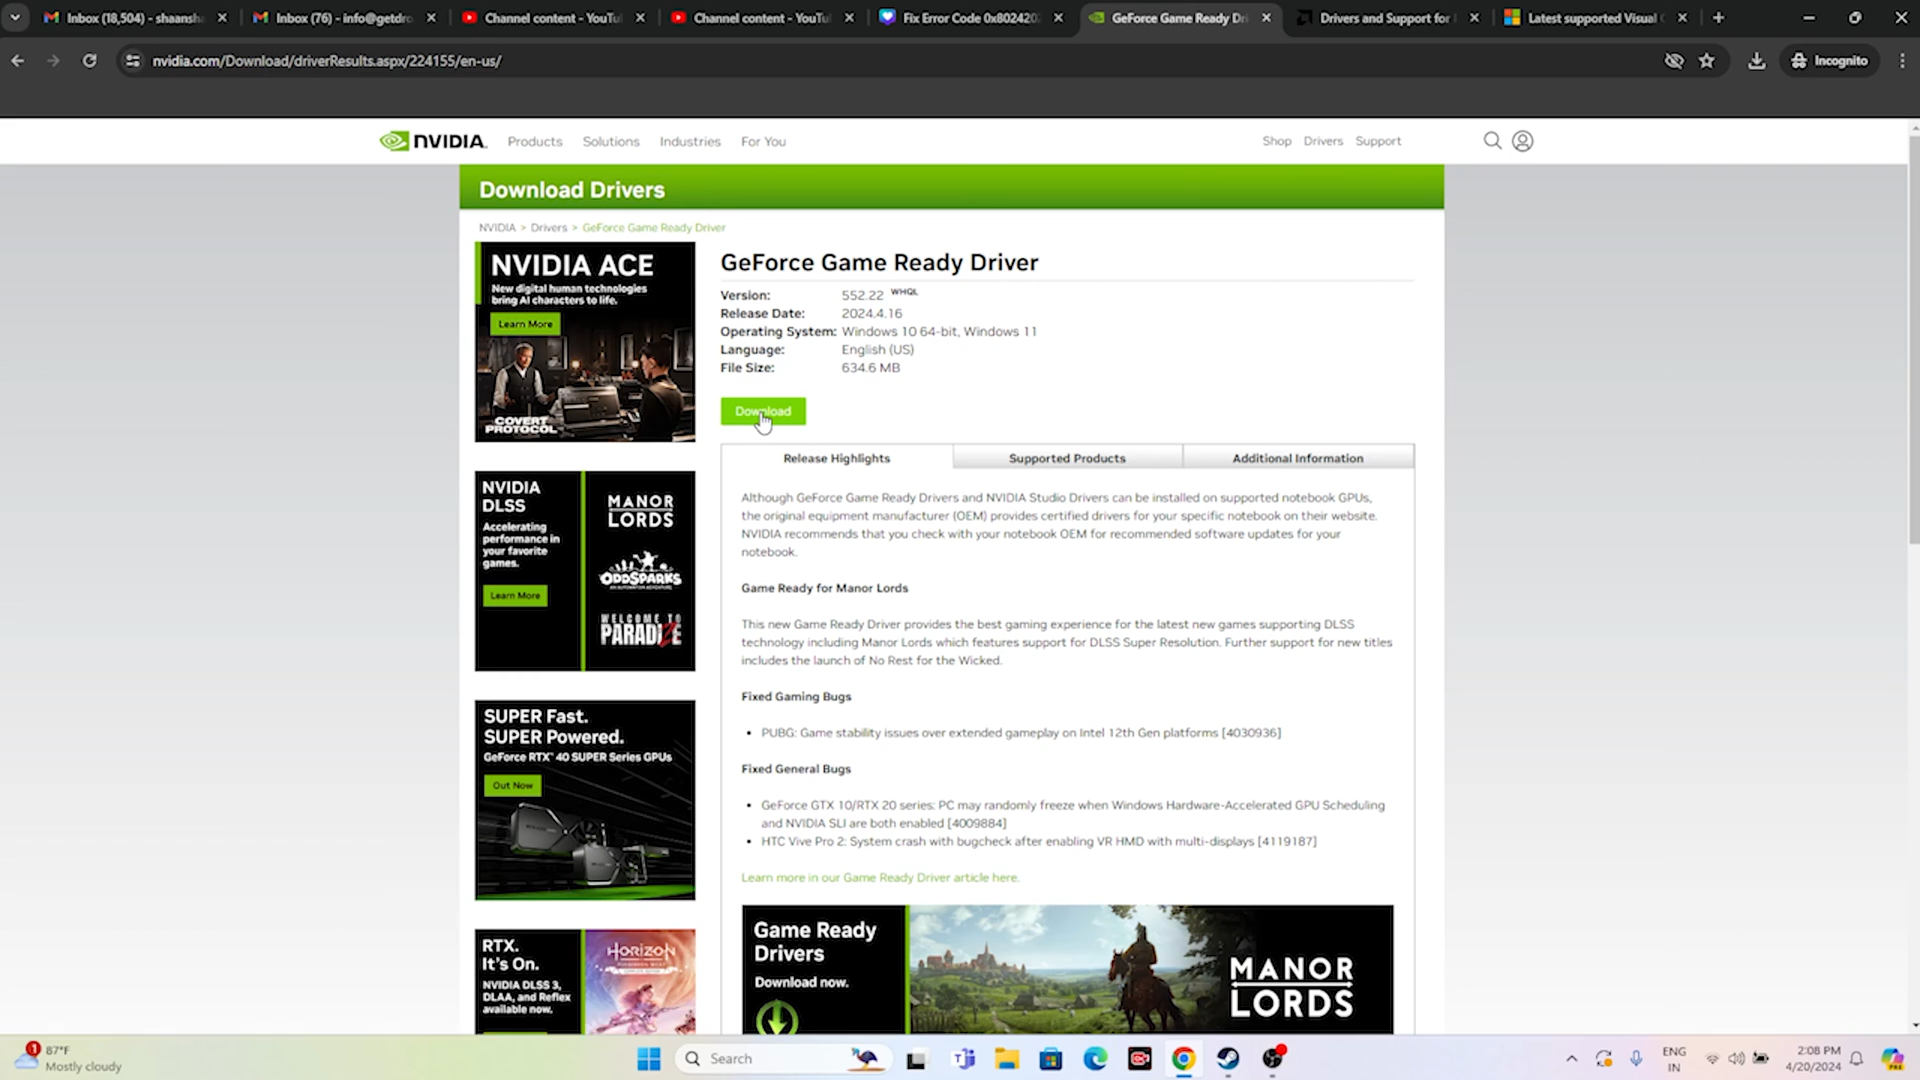 Inbox (18,504) - shaansha
Inbox (76) - info@getdro
Channel content - YouTu
Channel content - YouTu
Fix Error Code 0x802420
GeForce Game Ready Dri
Drivers and Support for
Latest supported Visual C
nvidia.com/Download/driverResults.aspx/224155/en-us/
Incognito
NVIDIA.
Products
Solutions
Industries
For You
Shop
Drivers
Support
Download Drivers
NVIDIA > Drivers > GeForce Game Ready Driver
NVIDIA ACE
New digital human technologies
bring AI characters to life.
Learn More
COVERT
PROTOCOL
GeForce Game Ready Driver
Version: 552.22 WHQL
Release Date: 2024.4.16
Operating System: Windows 10 64-bit, Windows 11
Language: English (US)
File Size: 634.6 MB
Download
Release Highlights
Supported Products
Additional Information
Although GeForce Game Ready Drivers and NVIDIA Studio Drivers can be installed on supported notebook GPUs,
the original equipment manufacturer (OEM) provides certified drivers for your specific notebook on their website.
NVIDIA recommends that you check with your notebook OEM for recommended software updates for your
notebook.
Game Ready for Manor Lords
This new Game Ready Driver provides the best gaming experience for the latest new games supporting DLSS
technology including Manor Lords which features support for DLSS Super Resolution. Further support for new titles
includes the launch of No Rest for the Wicked.
Fixed Gaming Bugs
• PUBG: Game stability issues over extended gameplay on Intel 12th Gen platforms [4030936]
Fixed General Bugs
• GeForce GTX 10/RTX 20 series: PC may randomly freeze when Windows Hardware-Accelerated GPU Scheduling
and NVIDIA SLI are both enabled [4009884]
• HTC Vive Pro 2: System crash with bugcheck after enabling VR HMD with multi-displays [4119187]
Learn more in our Game Ready Driver article here.
NVIDIA
DLSS
Accelerating
performance in
your favorite
games.
Learn More
MANOR
LORDS
ODDSPARKS
WELCOME TO
PARADIZE
SUPER Fast.
SUPER Powered.
GeForce RTX™ 40 SUPER Series GPUs
Out Now
RTX.
It's On.
NVIDIA DLSS 3,
DLAA, and Reflex
available now.
HORIZON
Game Ready
Drivers
Download now.
MANOR
LORDS
1
87°F
Mostly cloudy
Search
ENG
IN
2:08 PM
4/20/2024
PRE